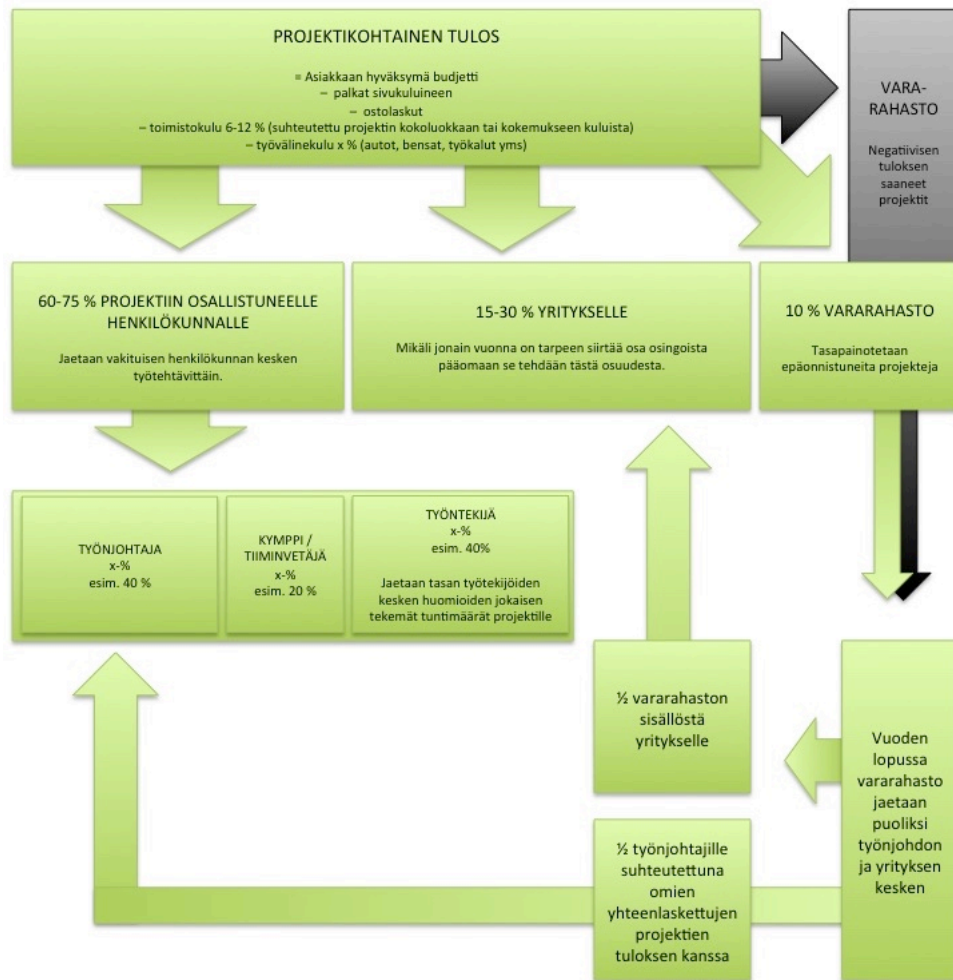 PROJEKTIKOHTAINEN TULOS
= Asiakkaan hyväksymä budjetti
– palkat sivukuluineen
– ostolaskut
– toimistokulu 6-12 % (suhteutettu projektin kokoluokkaan tai kokemukseen kuluista)
– työvälinekulu x % (autot, bensat, työkalut yms)
VARA-
RAHASTO
Negatiivisen
tuloksen
saaneet
projektit
60-75 % PROJEKTIIN OSALLISTUNEELLE
HENKILÖKUNNALLE
Jaetaan vakituisen henkilökunnan kesken
työtehtävittäin.
15-30 % YRITYKSELLE
Mikäli jonain vuonna on tarpeen siirtää osa osingoista
pääomaan se tehdään tästä osuudesta.
10 % VARARAHASTO
Tasapainotetaan
epäonnistuneita projekteja
TYÖNJOHTAJA
x-%
esim. 40 %
KYMPPI /
TIIMINVETÄJÄ
x-%
esim. 20 %
TYÖNTEKIJÄ
x-%
esim. 40%
Jaetaan tasan työtekijöiden
kesken huomioiden jokaisen
tekemät tuntimäärät projektille
½ vararahaston
sisällöstä
yritykselle
Vuoden
lopussa
vararahasto
jaetaan
puoliksi
työnjohdon
ja yrityksen
kesken
½ työnjohtajille
suhteutettuna
omien
yhteenlaskettujen
projektien
tuloksen kanssa